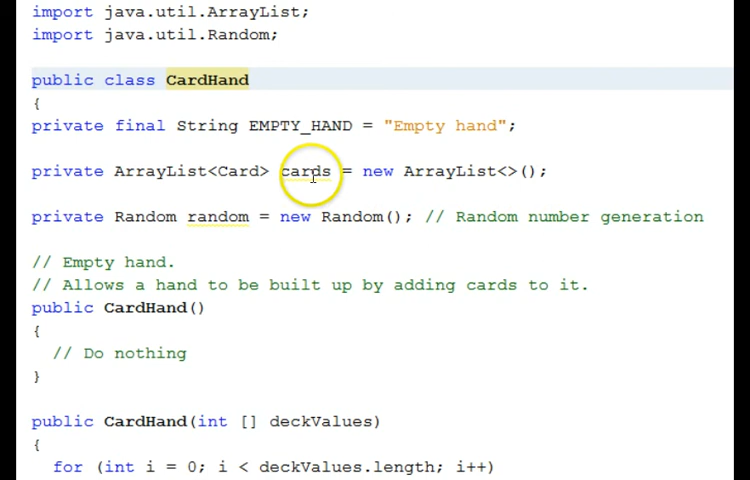 import java.util.ArrayList;
import java.util.Random;
public class CardHand
{
private final String EMPTY_HAND = "Empty hand";
private ArrayList<Card> cards = new ArrayList<>();
private Random random = new Random(); // Random number generation
// Empty hand.
// Allows a hand to be built up by adding cards to it.
public CardHand()
{
// Do nothing
}
public CardHand(int [] deckValues)
{
for (int i = 0; i < deckValues.length; i++)